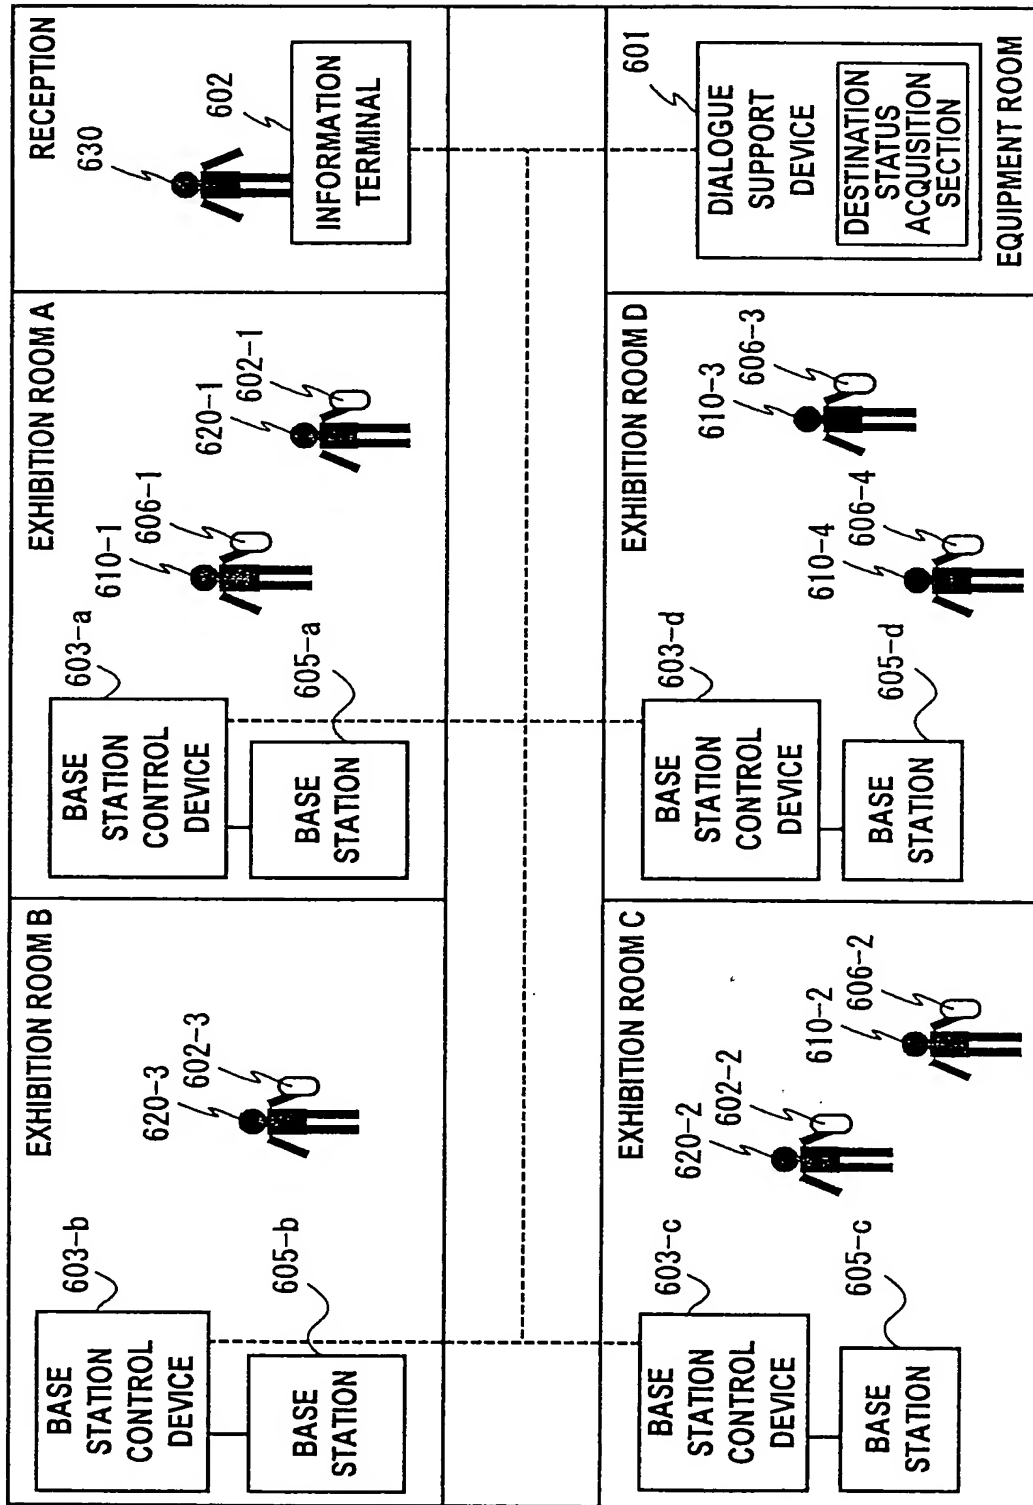 EXHIBITION ROOM B
603-b
BASE
STATION
CONTROL
DEVICE
605-b
BASE
STATION
620-3
602-3
EXHIBITION ROOM A
603-a
BASE
STATION
CONTROL
DEVICE
605-a
BASE
STATION
610-1
606-1
620-1
602-1
RECEPTION
630
602
INFORMATION
TERMINAL
EXHIBITION ROOM C
603-c
BASE
STATION
CONTROL
DEVICE
605-c
BASE
STATION
620-2
602-2
610-2
606-2
EXHIBITION ROOM D
603-d
BASE
STATION
CONTROL
DEVICE
605-d
BASE
STATION
610-4
606-4
610-3
606-3
601
DIALOGUE
SUPPORT
DEVICE
DESTINATION
STATUS
ACQUISITION
SECTION
EQUIPMENT ROOM